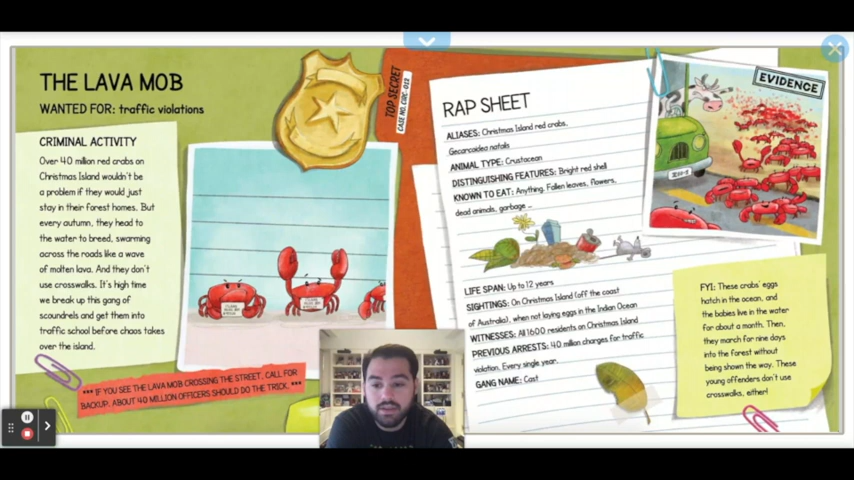 THE LAVA MOB
WANTED FOR: traffic violations
CRIMINAL ACTIVITY
Over 40 million red crabs on
Christmas Island wouldn't be
a problem if they would just
stay in their forest homes. But
every autumn, they head to
the water to breed, swarming
across the roads like a wave
of molten lava. And they don't
use crosswalks. It's high time
we break up this gang of
scoundrels and get them into
traffic school before chaos takes
over the island.
*** IF YOU SEE THE LAVA MOB CROSSING THE STREET, CALL FOR
BACKUP. ABOUT 40 MILLION OFFICERS SHOULD DO THE TRICK. ***
TOP SECRET
CASE NO. CIRC-012
RAP SHEET
ALIASES: Christmas Island red crabs,
Gecarcoidea natalis
ANIMAL TYPE: Crustacean
DISTINGUISHING FEATURES: Bright red shell
KNOWN TO EAT: Anything. Fallen leaves, flowers,
dead animals, garbage ...
LIFE SPAN: Up to 12 years
SIGHTINGS: On Christmas Island (off the coast
of Australia), when not laying eggs in the Indian Ocean
WITNESSES: All 1600 residents on Christmas Island
PREVIOUS ARRESTS: 40 million charges for traffic
violation. Every single year.
GANG NAME: Cast
EVIDENCE
FYI: These crabs' eggs
hatch in the ocean, and
the babies live in the water
for about a month. Then,
they march for nine days
into the forest without
being shown the way. These
young offenders don't use
crosswalks, either!